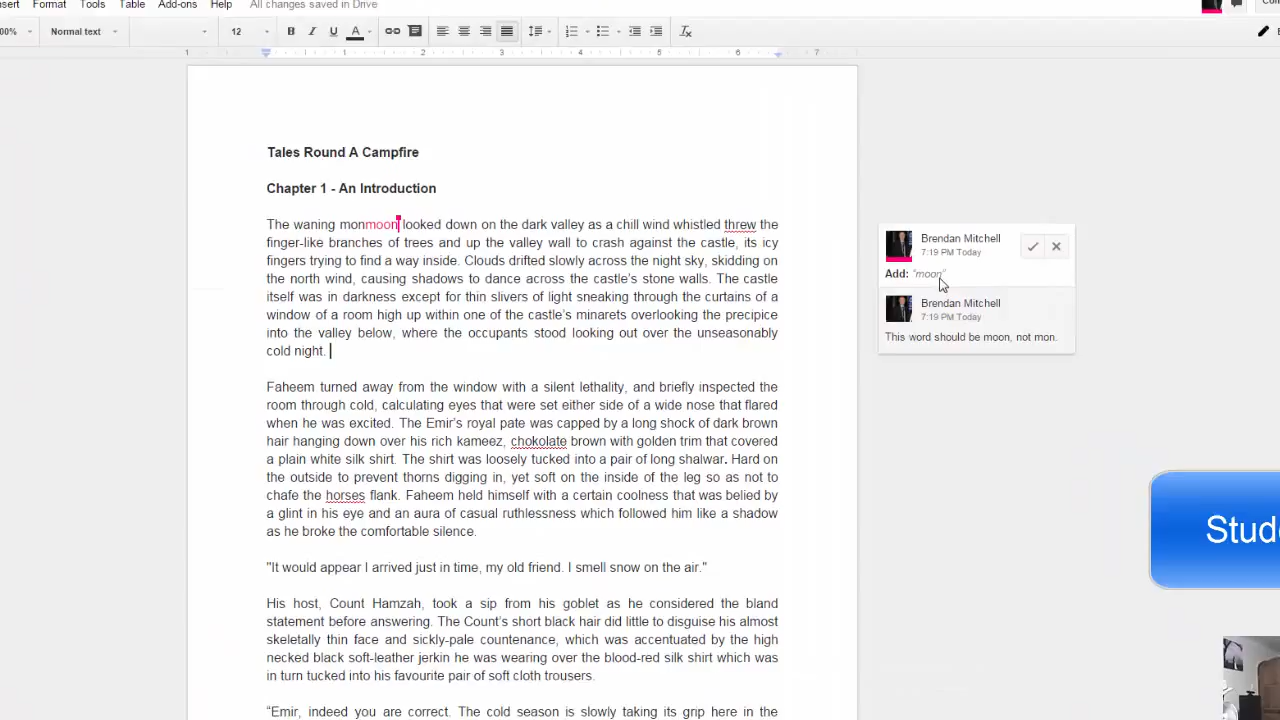 Format Tools Table Add-ons Help All changes saved in Drive
Normal text 12 B I U A
1 1 2 3 4 5 6 7
Tales Round A Campfire
Chapter 1 - An Introduction
The waning monmoon looked down on the dark valley as a chill wind whistled threw the
finger-like branches of trees and up the valley wall to crash against the castle, its icy
fingers trying to find a way inside. Clouds drifted slowly across the night sky, skidding on
the north wind, causing shadows to dance across the castle's stone walls. The castle
itself was in darkness except for thin slivers of light sneaking through the curtains of a
window of a room high up within one of the castle's minarets overlooking the precipice
into the valley below, where the occupants stood looking out over the unseasonably
cold night.
Faheem turned away from the window with a silent lethality, and briefly inspected the
room through cold, calculating eyes that were set either side of a wide nose that flared
when he was excited. The Emir's royal pate was capped by a long shock of dark brown
hair hanging down over his rich kameez, chokolate brown with golden trim that covered
a plain white silk shirt. The shirt was loosely tucked into a pair of long shalwar. Hard on
the outside to prevent thorns digging in, yet soft on the inside of the leg so as not to
chafe the horses flank. Faheem held himself with a certain coolness that was belied by
a glint in his eye and an aura of casual ruthlessness which followed him like a shadow
as he broke the comfortable silence.
"It would appear I arrived just in time, my old friend. I smell snow on the air."
His host, Count Hamzah, took a sip from his goblet as he considered the bland
statement before answering. The Count's short black hair did little to disguise his almost
skeletally thin face and sickly-pale countenance, which was accentuated by the high
necked black soft-leather jerkin he was wearing over the blood-red silk shirt which was
in turn tucked into his favourite pair of soft cloth trousers.
"Emir, indeed you are correct. The cold season is slowly taking its grip here in the
Brendan Mitchell
7:19 PM Today
Add: "moon"
Brendan Mitchell
7:19 PM Today
This word should be moon, not mon.